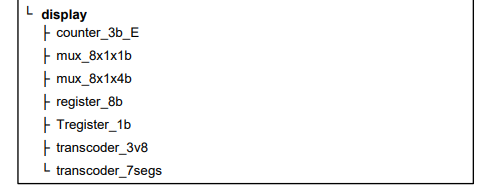 display
counter_3b_E
mux_8x1x1b
mux_8x1x4b
register_8b
Tregister_1b
transcoder_3v8
transcoder_7segs